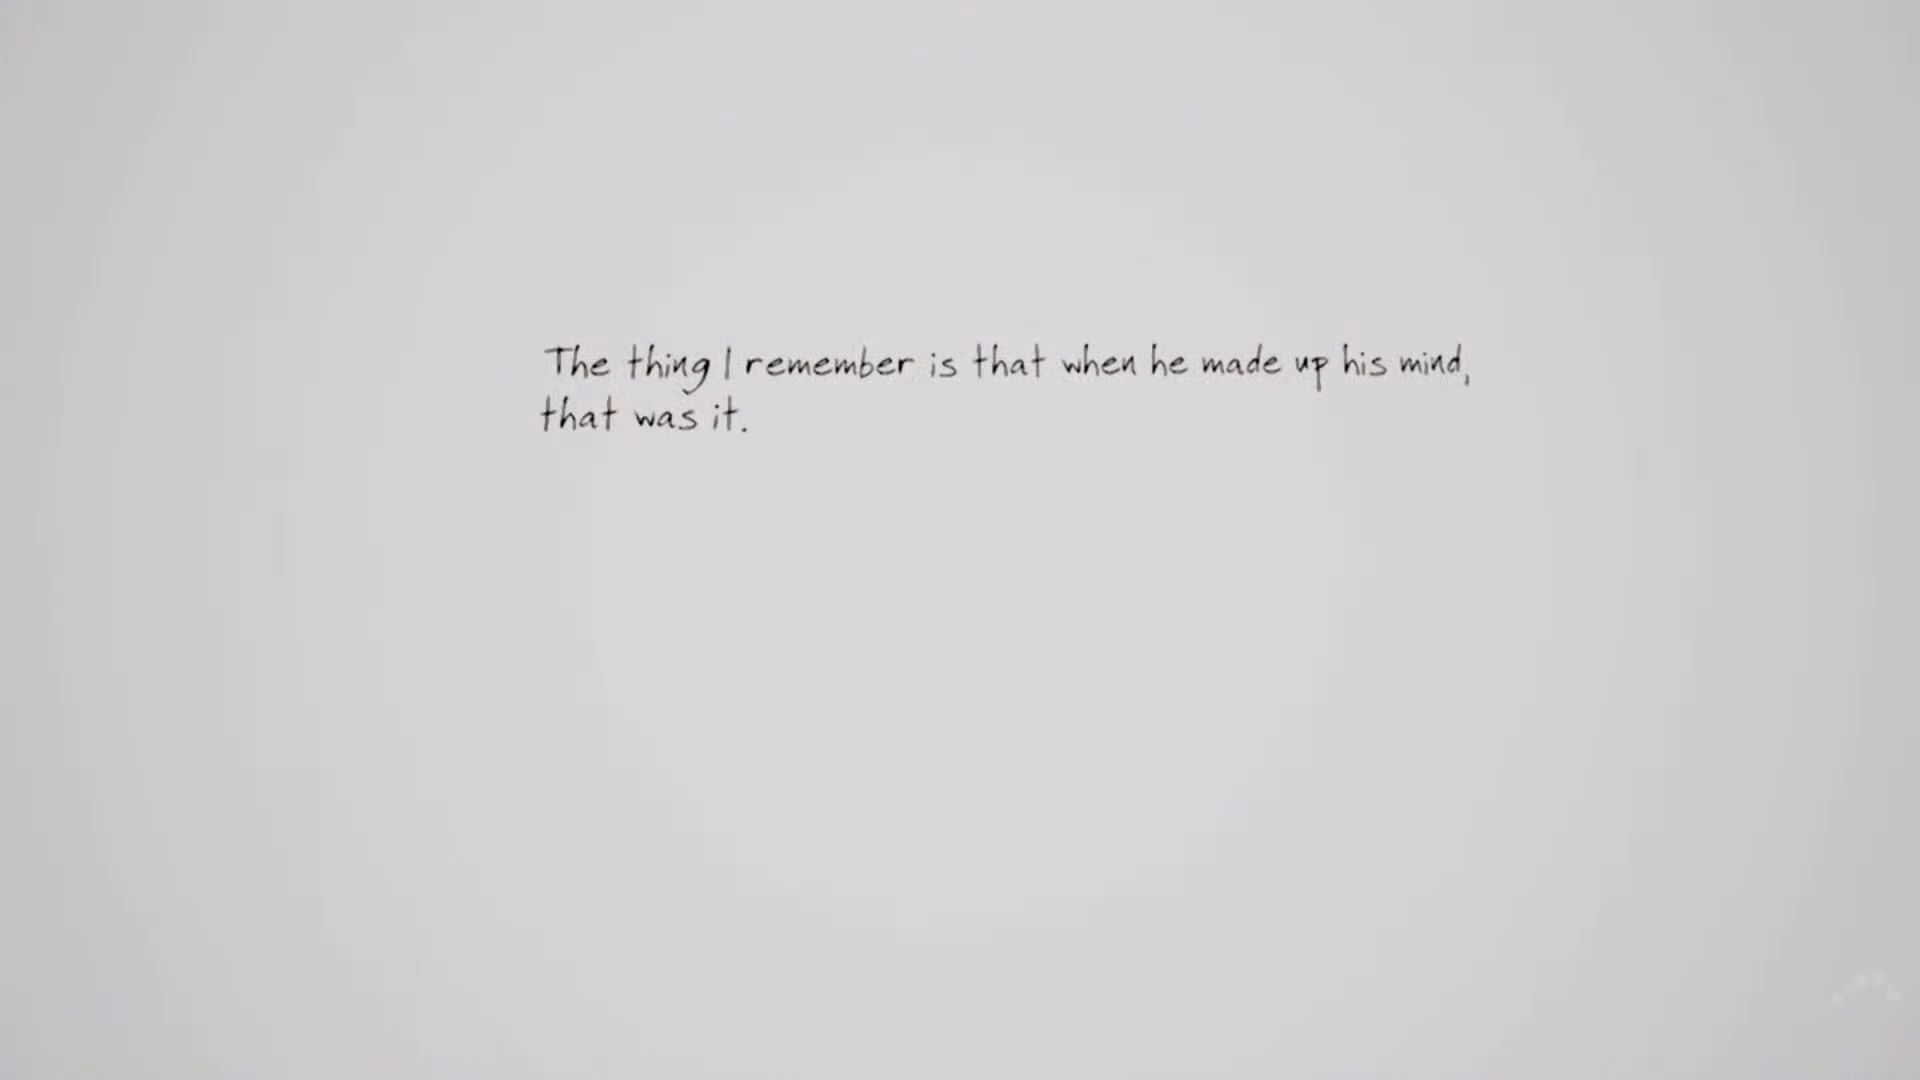 The thing I remember is that when he made up his mind,
that was it.